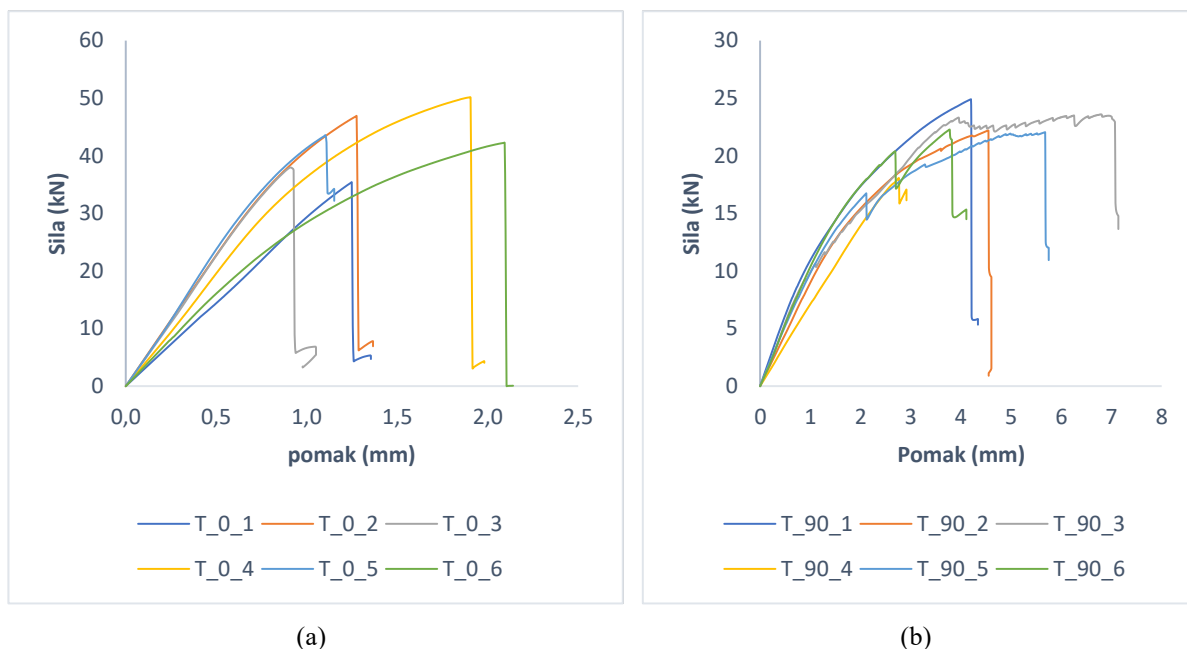 60
50
40
30
20
10
0
Sila (kN)
0,0 0,5 1,0 1,5 2,0 2,5
pomak (mm)
T_0_1 T_0_2 T_0_3
T_0_4 T_0_5 T_0_6
(a)
30
25
20
15
10
5
0
Sila (kN)
0 1 2 3 4 5 6 7 8
Pomak (mm)
T_90_1 T_90_2 T_90_3
T_90_4 T_90_5 T_90_6
(b)